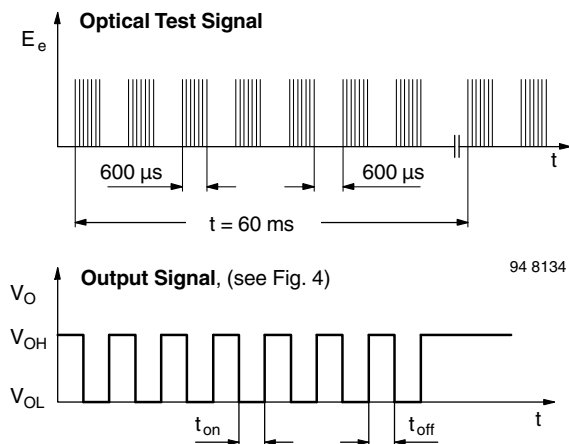 Optical Test Signal
E e
600 µs
600 µs
t
t = 60 ms
94 8134
Output Signal, (see Fig. 4)
V O
V OH
V OL
t on
t off
t